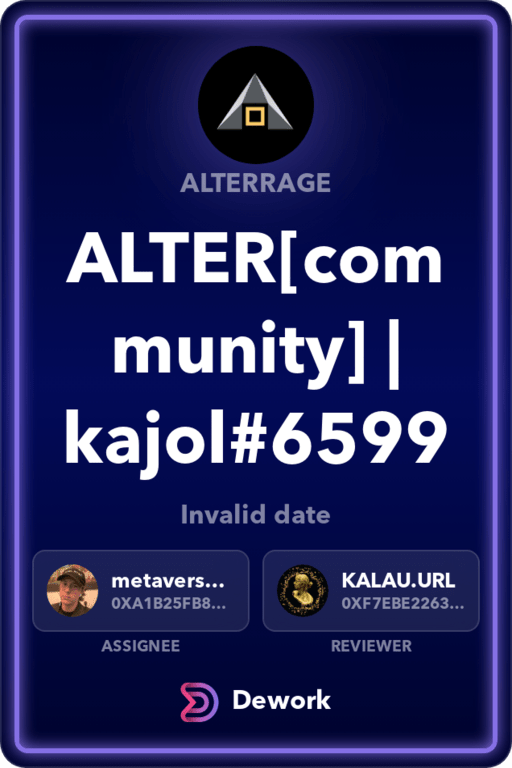 ALTERRAGE
ALTER[com
munity] |
kajol#6599
Invalid date
metavers...
0XA1B25FB8...
ASSIGNEE
KALAU.URL
0XF7EBE2263...
REVIEWER
Dework